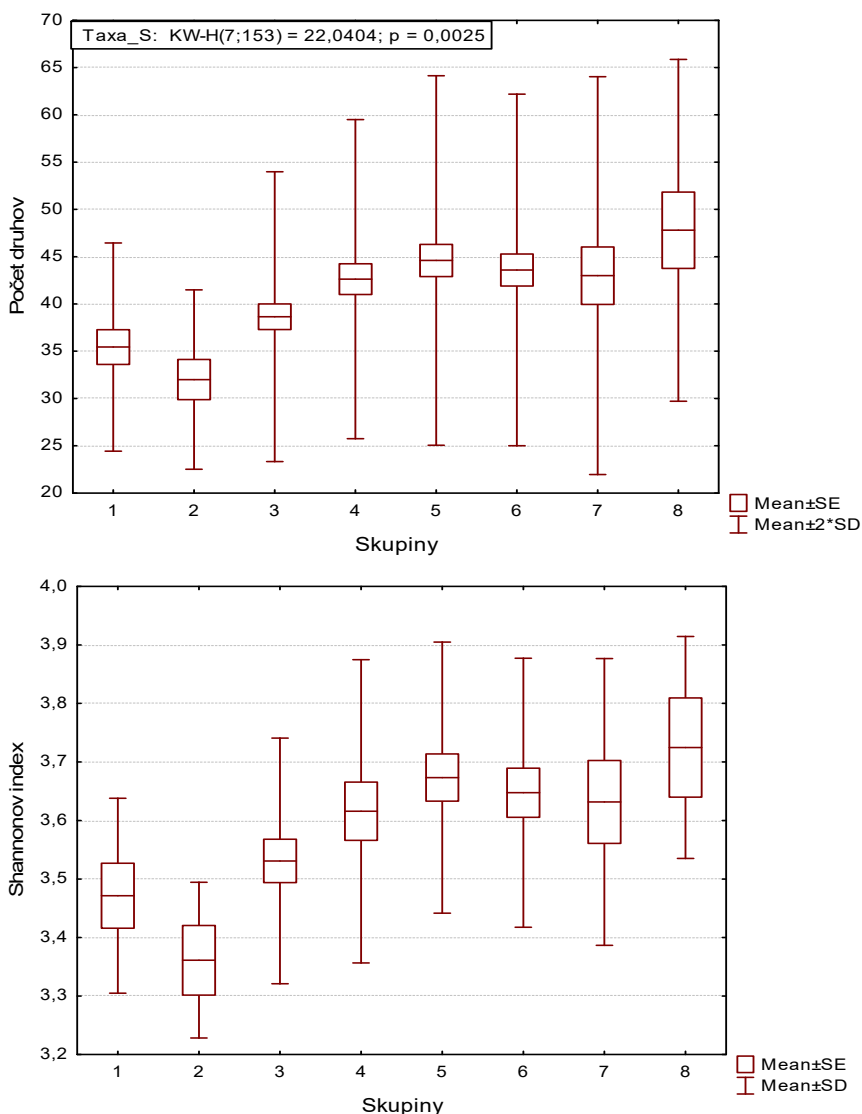 Taxa_S: KW-H(7;153) = 22,0404; p = 0,0025
70
65
60
55
50
45
40
35
30
25
20
Počet druhov
1 2 3 4 5 6 7 8
Skupiny
Mean±SE
Mean±2*SD
4,0
3,9
3,8
3,7
3,6
3,5
3,4
3,3
3,2
Shannonov index
1 2 3 4 5 6 7 8
Skupiny
Mean±SE
Mean±SD